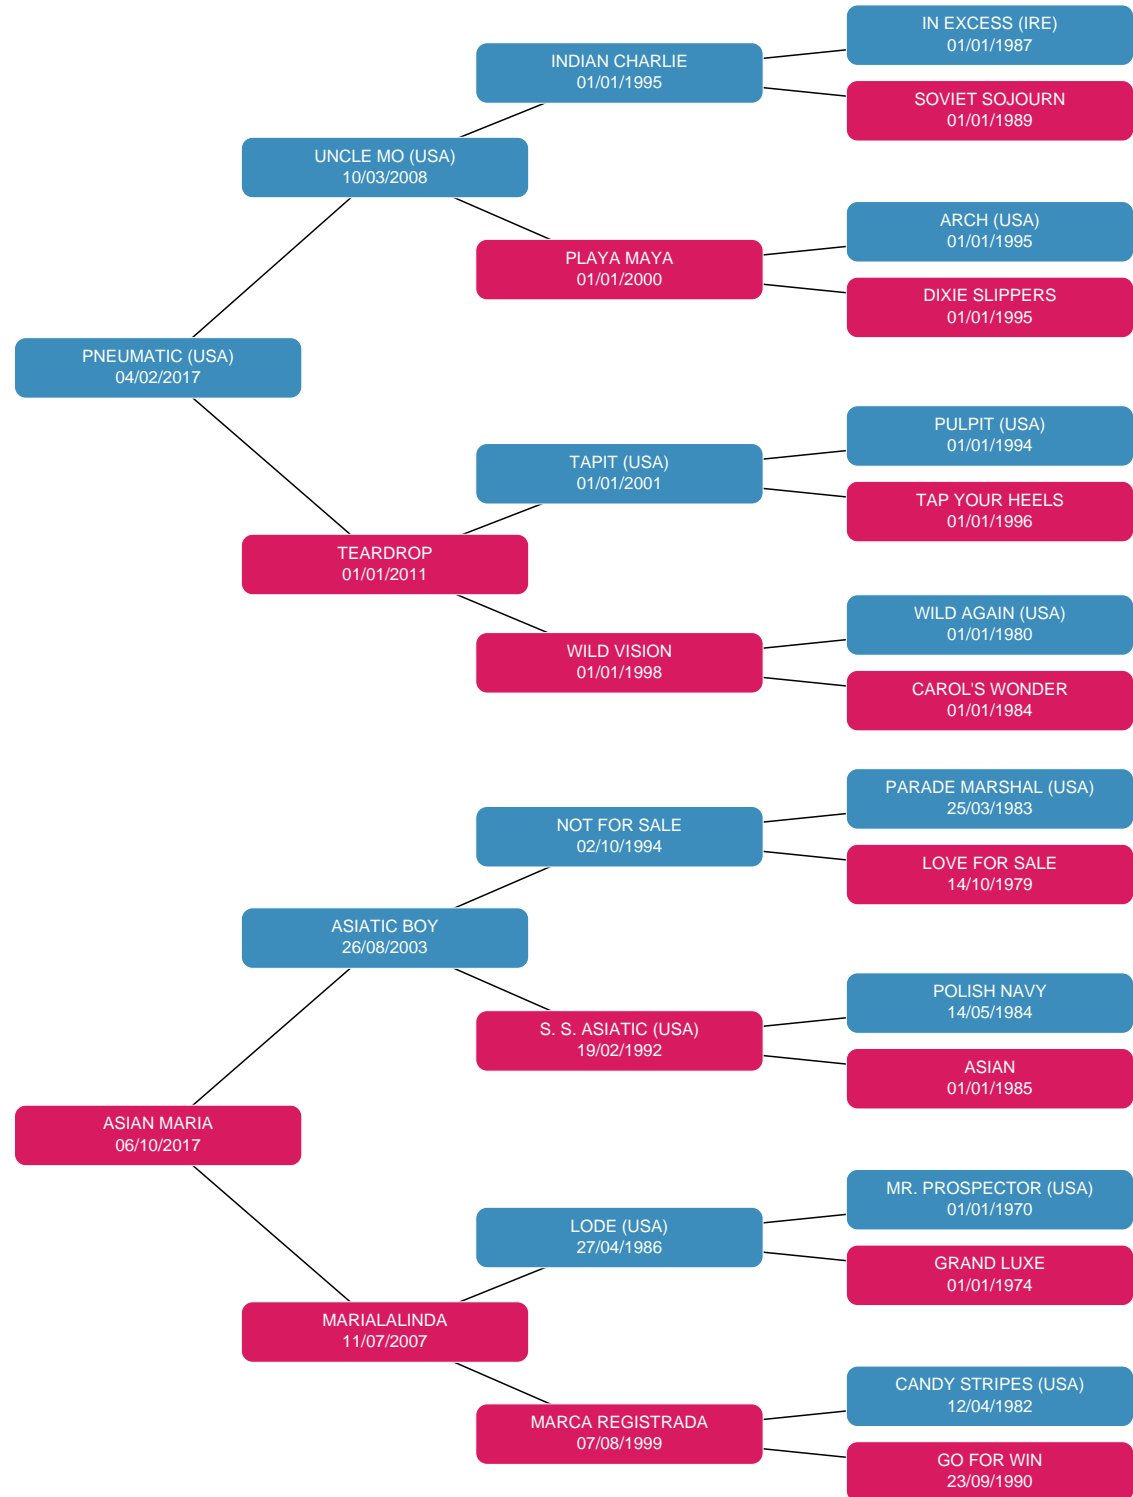 IN EXCESS (IRE)
01/01/1987
INDIAN CHARLIE
01/01/1995
SOVIET SOJOURN
01/01/1989
UNCLE MO (USA)
10/03/2008
ARCH (USA)
01/01/1995
PLAYA MAYA
01/01/2000
DIXIE SLIPPERS
01/01/1995
PNEUMATIC (USA)
04/02/2017
PULPIT (USA)
01/01/1994
TAPIT (USA)
01/01/2001
TAP YOUR HEELS
01/01/1996
TEARDROP
01/01/2011
WILD AGAIN (USA)
01/01/1980
WILD VISION
01/01/1998
CAROL'S WONDER
01/01/1984
PARADE MARSHAL (USA)
25/03/1983
NOT FOR SALE
02/10/1994
LOVE FOR SALE
14/10/1979
ASIATIC BOY
26/08/2003
POLISH NAVY
14/05/1984
S. S. ASIATIC (USA)
19/02/1992
ASIAN
01/01/1985
ASIAN MARIA
06/10/2017
MR. PROSPECTOR (USA)
01/01/1970
LODE (USA)
27/04/1986
GRAND LUXE
01/01/1974
MARIALALINDA
11/07/2007
CANDY STRIPES (USA)
12/04/1982
MARCA REGISTRADA
07/08/1999
GO FOR WIN
23/09/1990